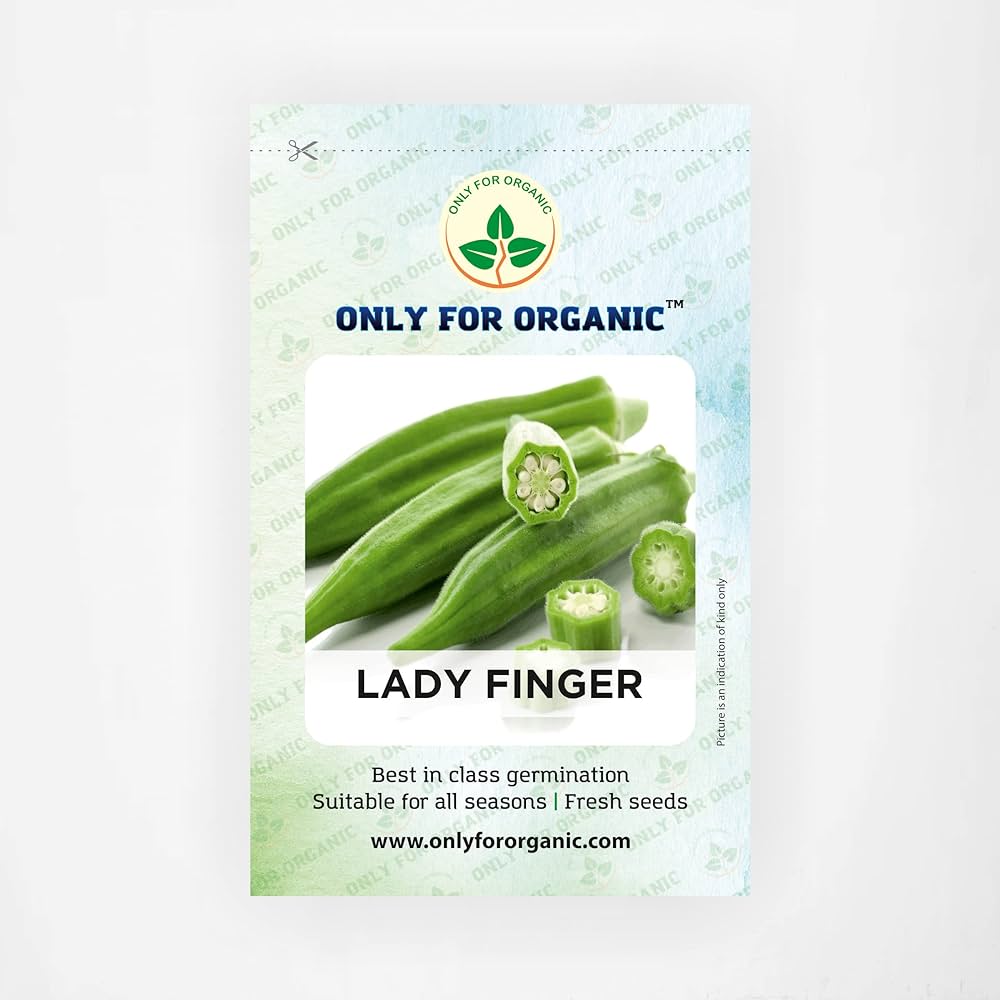 ONLY FOR ORGANIC
ONLY FOR ORGANIC™
LADY FINGER
Picture is an indication of kind only
Best in class germination
Suitable for all seasons | Fresh seeds
www.onlyfororganic.com